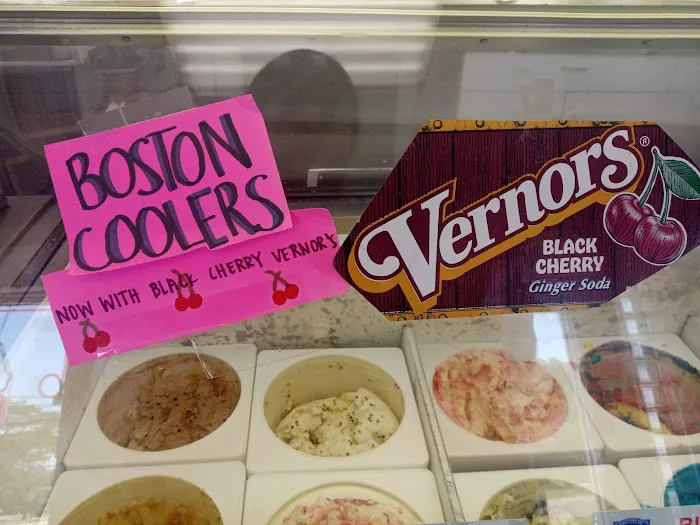 BOSTON
COOLERS
NOW WITH BLACK CHERRY VERNOR'S
Vernors®
BLACK
CHERRY
Ginger Soda